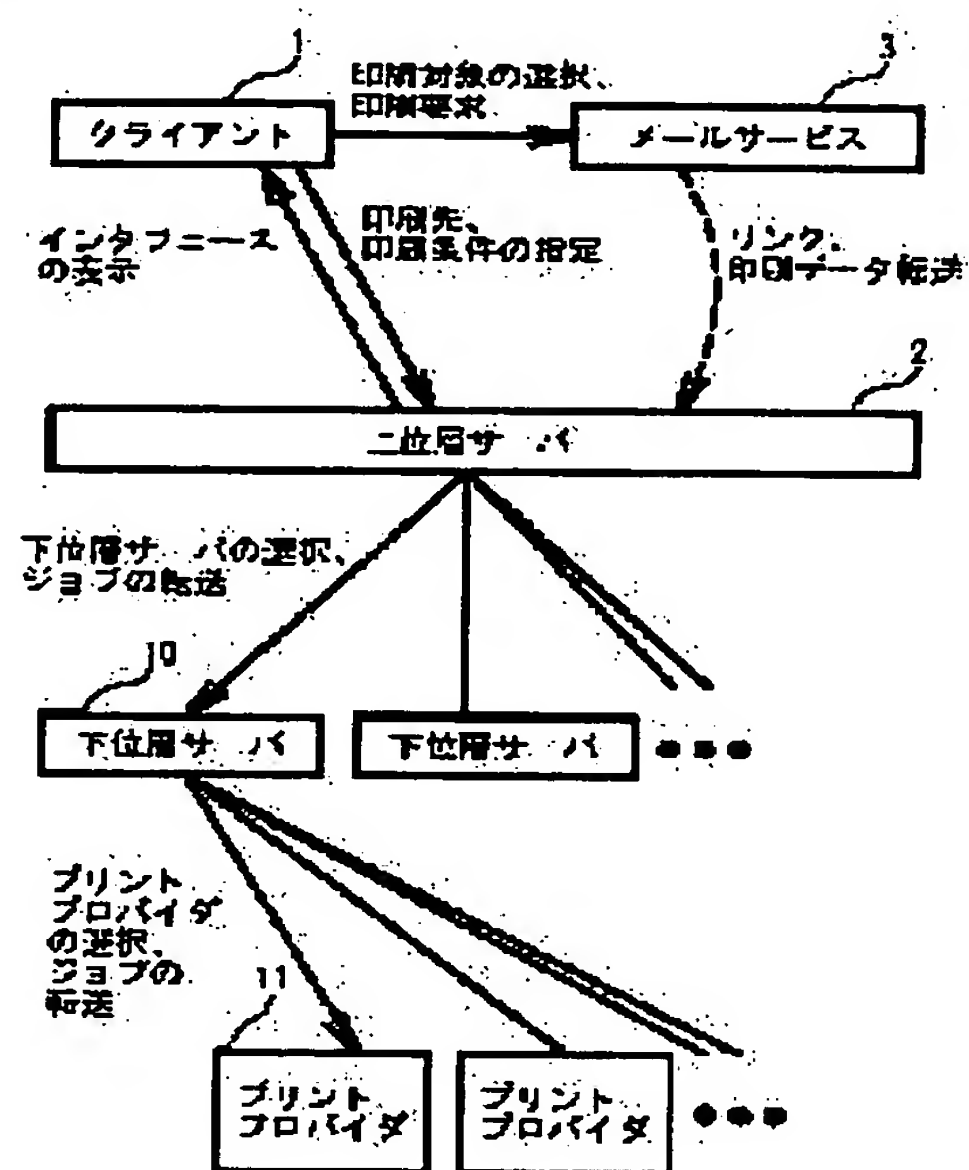 1
3
印刷対象の選択、
印刷要求
クライアント
メールサービス
インタフェース
の表示
印刷先、
印刷条件の指定
リンク、
印刷データ転送
2
上位層サーバ
下位層サーバの選択、
ジョブの転送
10
下位層サーバ
下位層サーバ
プリント
プロバイダ
の選択、
ジョブの
転送
11
プリント
プロバイダ
プリント
プロバイダ